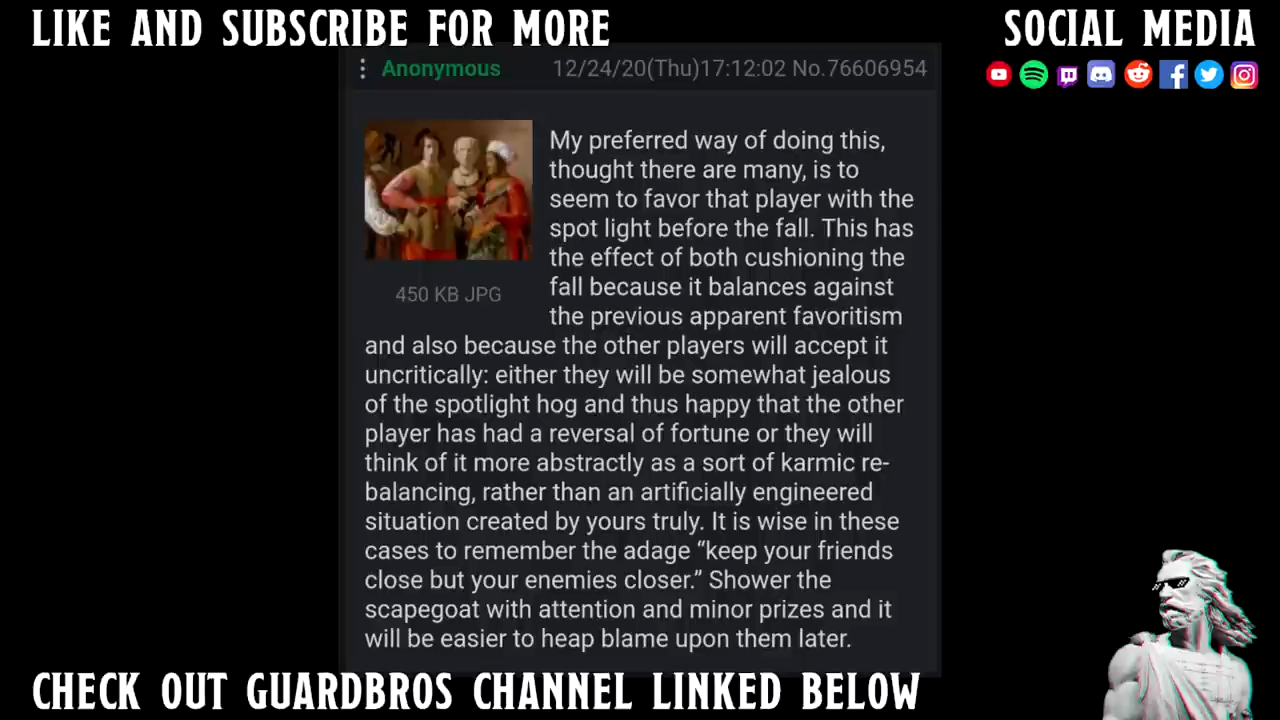 LIKE AND SUBSCRIBE FOR MORE
SOCIAL MEDIA
Anonymous 12/24/20(Thu)17:12:02 No.76606954
450 KB JPG
My preferred way of doing this,
thought there are many, is to
seem to favor that player with the
spot light before the fall. This has
the effect of both cushioning the
fall because it balances against
the previous apparent favoritism
and also because the other players will accept it
uncritically: either they will be somewhat jealous
of the spotlight hog and thus happy that the other
player has had a reversal of fortune or they will
think of it more abstractly as a sort of karmic re-
balancing, rather than an artificially engineered
situation created by yours truly. It is wise in these
cases to remember the adage “keep your friends
close but your enemies closer.” Shower the
scapegoat with attention and minor prizes and it
will be easier to heap blame upon them later.
CHECK OUT GUARDBROS CHANNEL LINKED BELOW